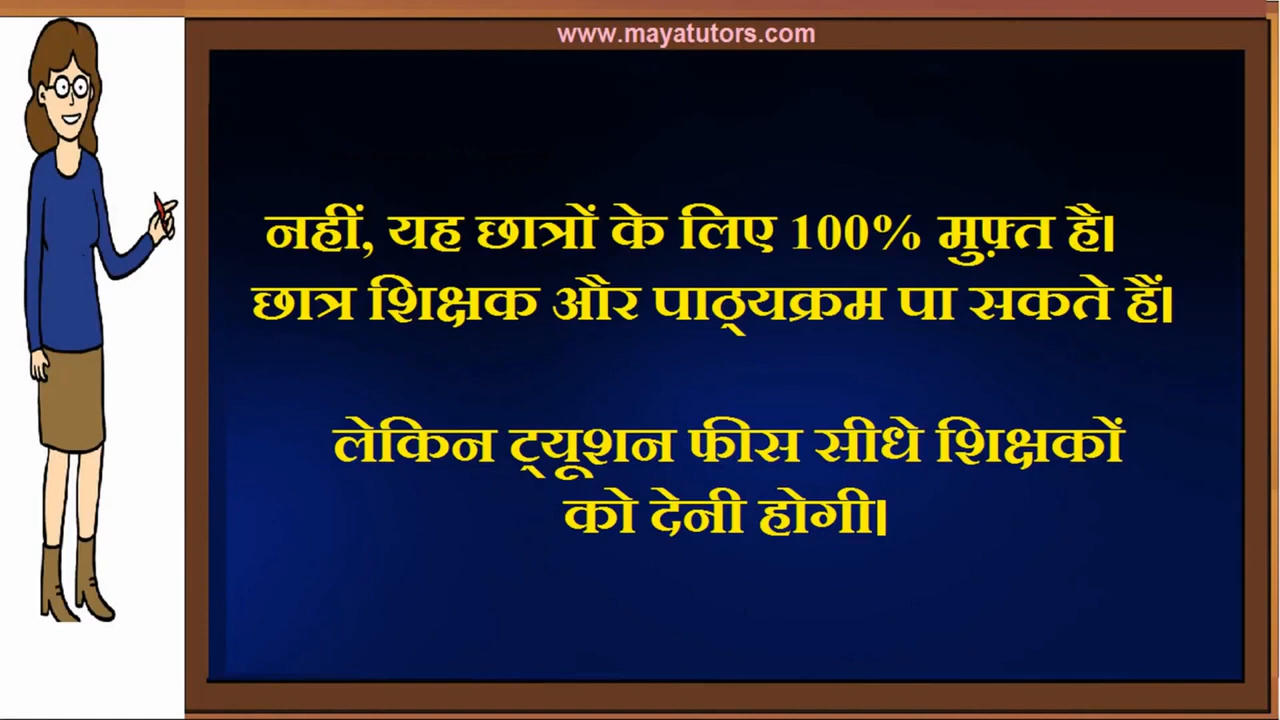 www.mayatutors.com
नहीं, यह छात्रों के लिए 100% मुफ़्त है।
छात्र शिक्षक और पाठ्यक्रम पा सकते हैं।
लेकिन ट्यूशन फीस सीधे शिक्षकों
को देनी होगी।